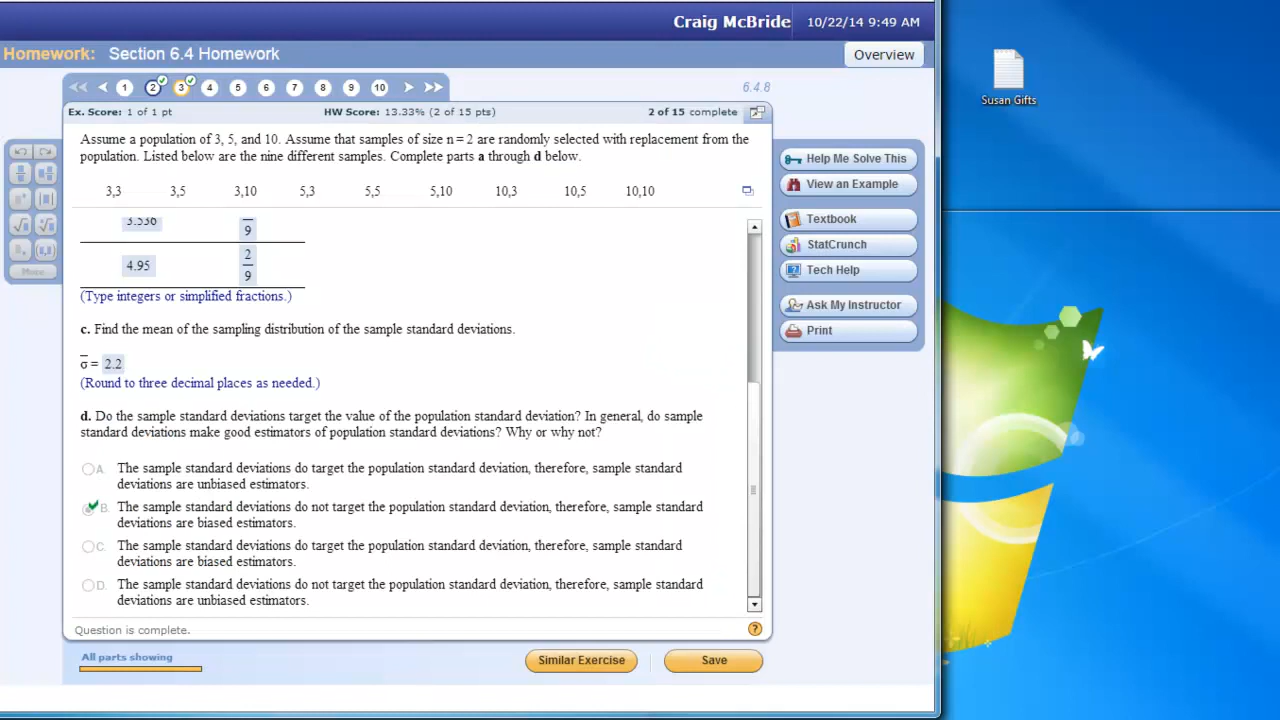 Craig McBride 10/22/14 9:49 AM
Homework: Section 6.4 Homework Overview
1 2 3 4 5 6 7 8 9 10 6.4.8
Ex. Score: 1 of 1 pt HW Score: 13.33% (2 of 15 pts) 2 of 15 complete
Assume a population of 3, 5, and 10. Assume that samples of size n = 2 are randomly selected with replacement from the
population. Listed below are the nine different samples. Complete parts a through d below.
3,3 3,5 3,10 5,3 5,5 5,10 10,3 10,5 10,10
3.536 9
4.95 2/9
(Type integers or simplified fractions.)
c. Find the mean of the sampling distribution of the sample standard deviations.
σ̅ = 2.2
(Round to three decimal places as needed.)
d. Do the sample standard deviations target the value of the population standard deviation? In general, do sample
standard deviations make good estimators of population standard deviations? Why or why not?
A. The sample standard deviations do target the population standard deviation, therefore, sample standard
deviations are unbiased estimators.
B. The sample standard deviations do not target the population standard deviation, therefore, sample standard
deviations are biased estimators.
C. The sample standard deviations do target the population standard deviation, therefore, sample standard
deviations are biased estimators.
D. The sample standard deviations do not target the population standard deviation, therefore, sample standard
deviations are unbiased estimators.
Question is complete.
All parts showing
Similar Exercise Save
More
Help Me Solve This
View an Example
Textbook
StatCrunch
Tech Help
Ask My Instructor
Print
Susan Gifts